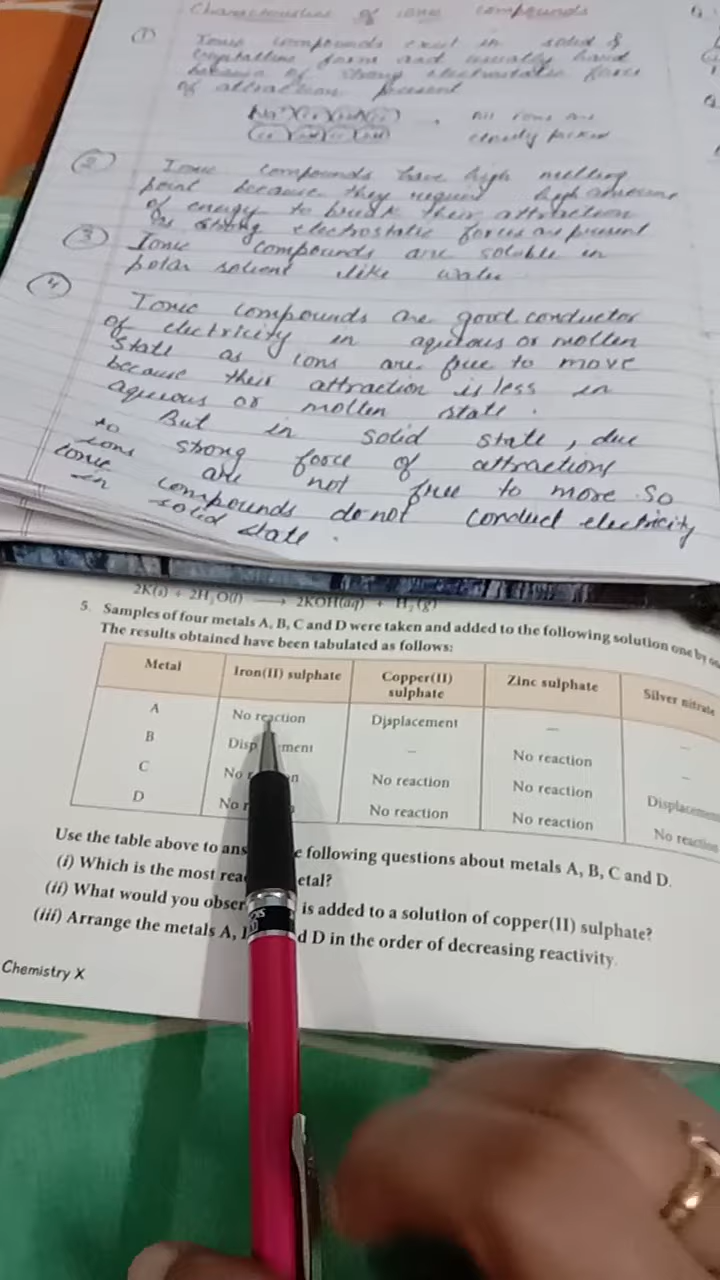 Characteristics of ionic compounds
①
Ionic compounds exist in solid &
crystalline form and usually hard
because of strong electrostatic force
of attraction present
All ions are
closely packed
② Ionic compounds have high melting
point because they require high amount
of energy to break their attraction
as strong electrostatic forces are present
③ Ionic compounds are soluble in
polar solvent like water
④
Ionic compounds are good conductor
of electricity in aqueous or molten
state as ions are free to move
because their attraction is less in
aqueous or molten state.
But in solid state, due
to strong force of attractions
ions are not free to move so
ionic compounds do not conduct electricity
in solid state.
2K(s) + 2H₂O(l) ⟶ 2KOH(aq) + H₂(g)
5. Samples of four metals A, B, C and D were taken and added to the following solution one by
The results obtained have been tabulated as follows:
Metal Iron(II) sulphate Copper(II) sulphate Zinc sulphate Silver nitrate
A No reaction Displacement — —
B — No reaction —
C No reaction No reaction
D No reaction No reaction No reaction
Use the table above to following questions about metals A, B, C and D.
(i) Which is the most
(ii) What would you is added to a solution of copper(II) sulphate?
(iii) Arrange the metals A, D in the order of decreasing reactivity.
Chemistry X